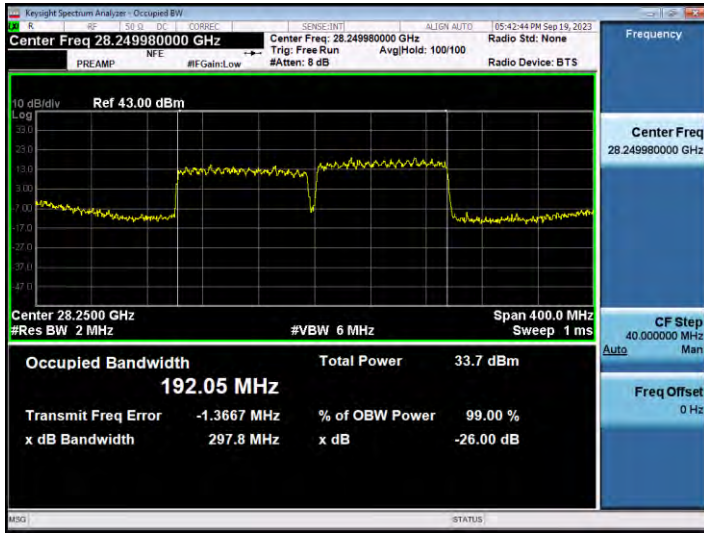 Keysight Spectrum Analyzer - Occupied BW
R RF 50 Ω DC CORREC SENSE:INT ALIGN AUTO 05:42:44 PM Sep 19, 2023
Center Freq 28.249980000 GHz
NFE
PREAMP
#IFGain:Low
Center Freq: 28.249980000 GHz
Trig: Free Run Avg|Hold: 100/100
#Atten: 8 dB
Radio Std: None
Radio Device: BTS
10 dB/div Ref 43.00 dBm
Log
33.0
23.0
13.0
3.00
-7.00
-17.0
-27.0
-37.0
-47.0
Center 28.2500 GHz Span 400.0 MHz
#Res BW 2 MHz #VBW 6 MHz Sweep 1 ms
Occupied Bandwidth Total Power 33.7 dBm
192.05 MHz
Transmit Freq Error -1.3667 MHz % of OBW Power 99.00 %
x dB Bandwidth 297.8 MHz x dB -26.00 dB
MSG STATUS
Frequency
Center Freq
28.249980000 GHz
CF Step
40.000000 MHz
Auto Man
Freq Offset
0 Hz